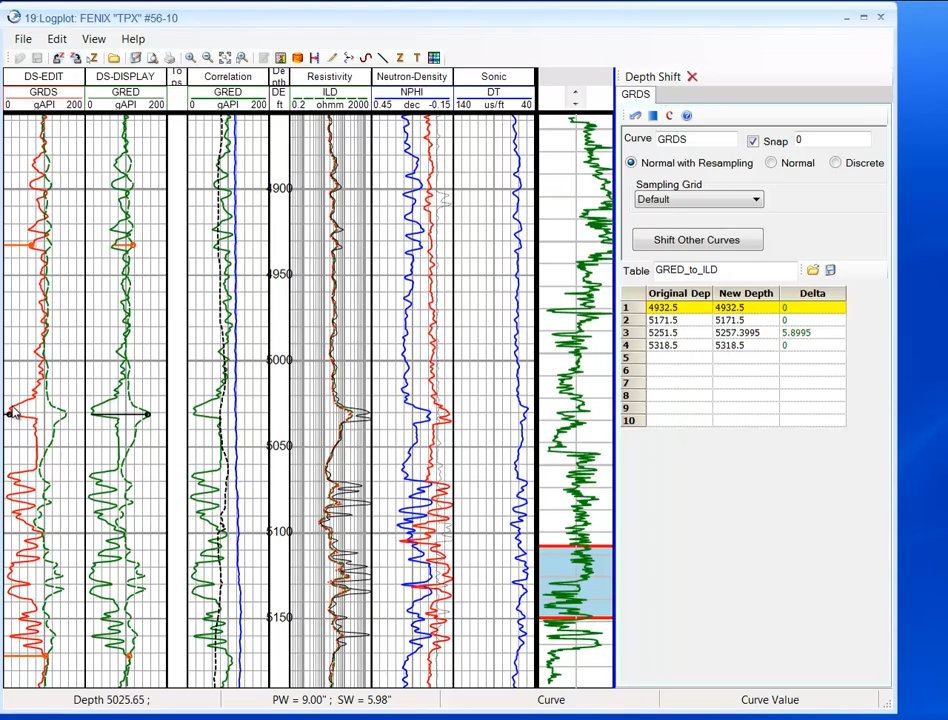 19:Logplot: FENIX "TPX" #56-10
File Edit View Help
DS-EDIT DS-DISPLAY To ps Correlation De pth Resistivity Neutron-Density Sonic
GRDS GRED GRED DE ILD NPHI DT
0 gAPI 200 0 gAPI 200 0 gAPI 200 ft 0.2 ohmm 2000 0.45 dec -0.15 140 us/ft 40
4900
4950
5000
5050
5100
5150
Depth Shift
GRDS
Curve GRDS Snap 0
Normal with Resampling Normal Discrete
Sampling Grid
Default
Shift Other Curves
Table GRED_to_ILD
Original Dep New Depth Delta
1 4932.5 4932.5 0
2 5171.5 5171.5 0
3 5251.5 5257.3995 5.8995
4 5318.5 5318.5 0
5
6
7
8
9
10
Depth 5025.65 ; PW = 9.00" ; SW = 5.98" Curve Curve Value